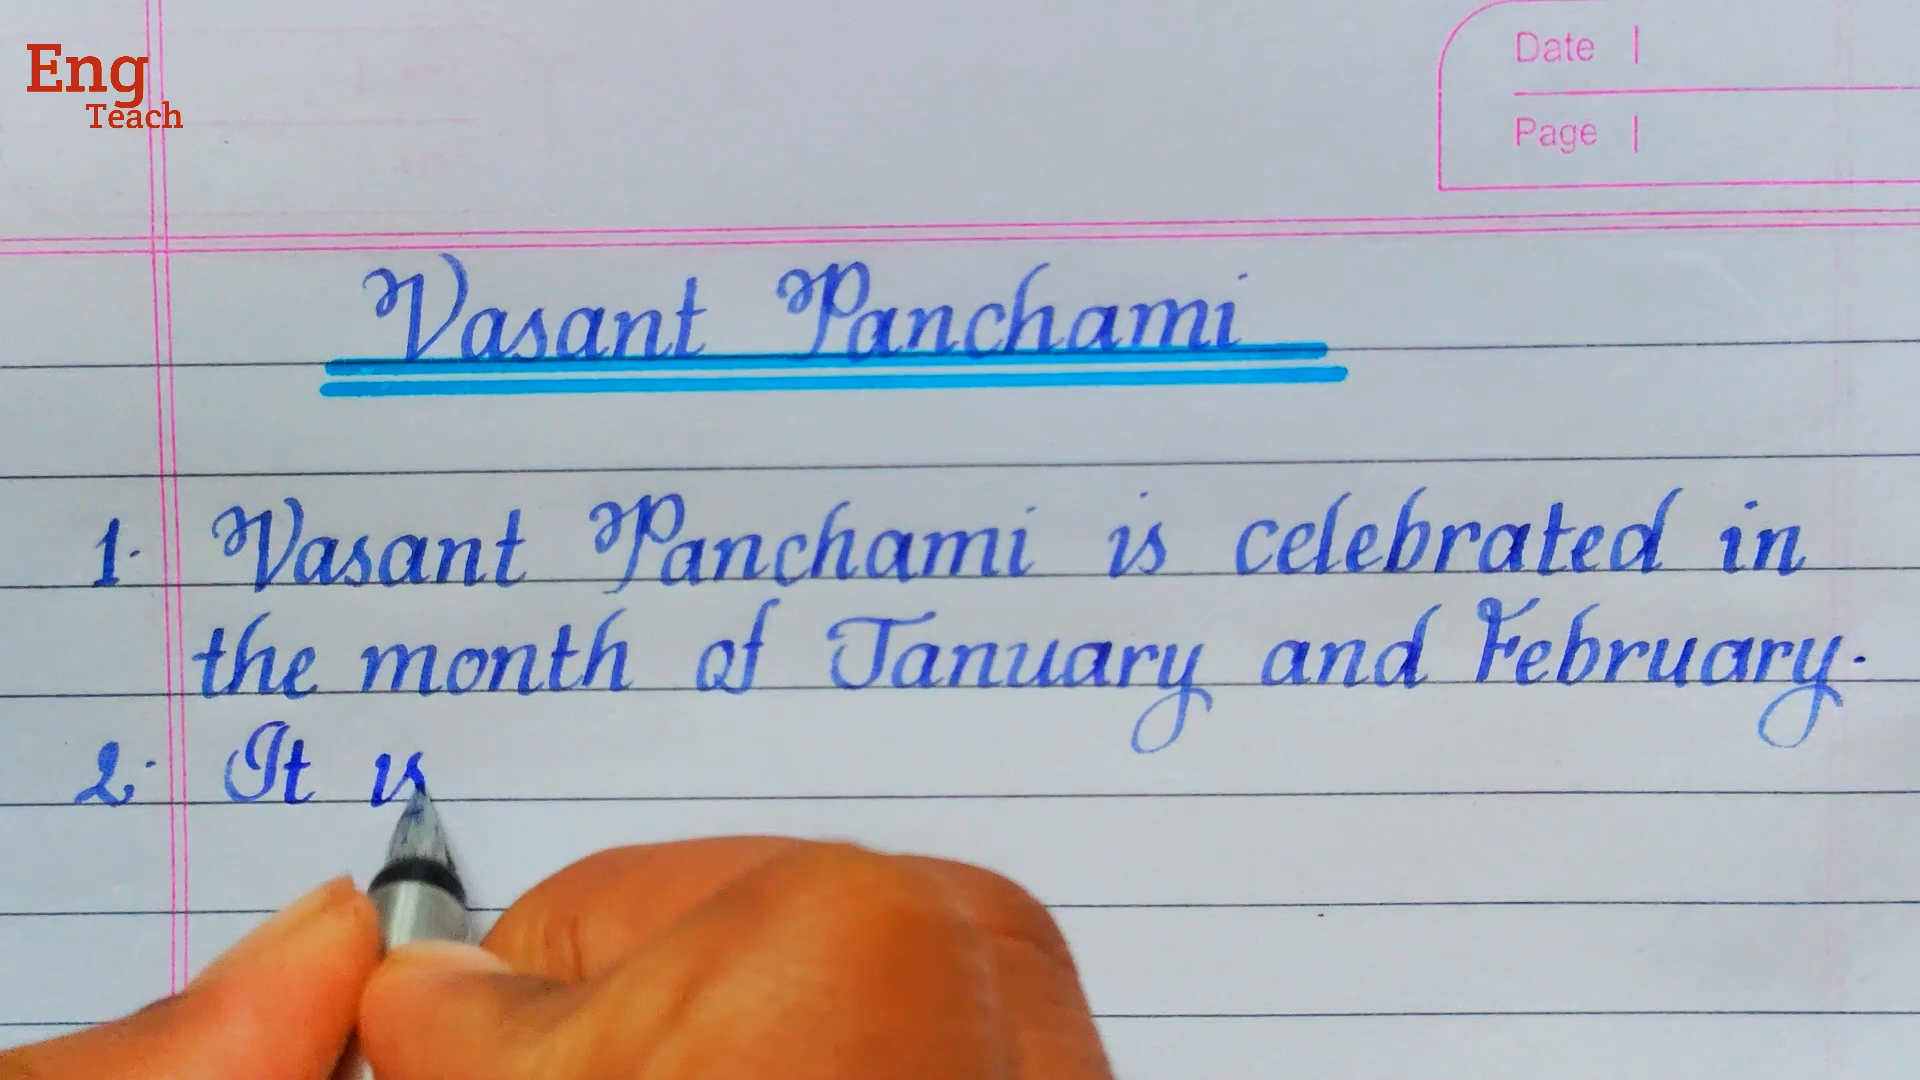 Eng
Teach
Date
Page
Vasant Panchami
1. Vasant Panchami is celebrated in
the month of January and February.
2. It is